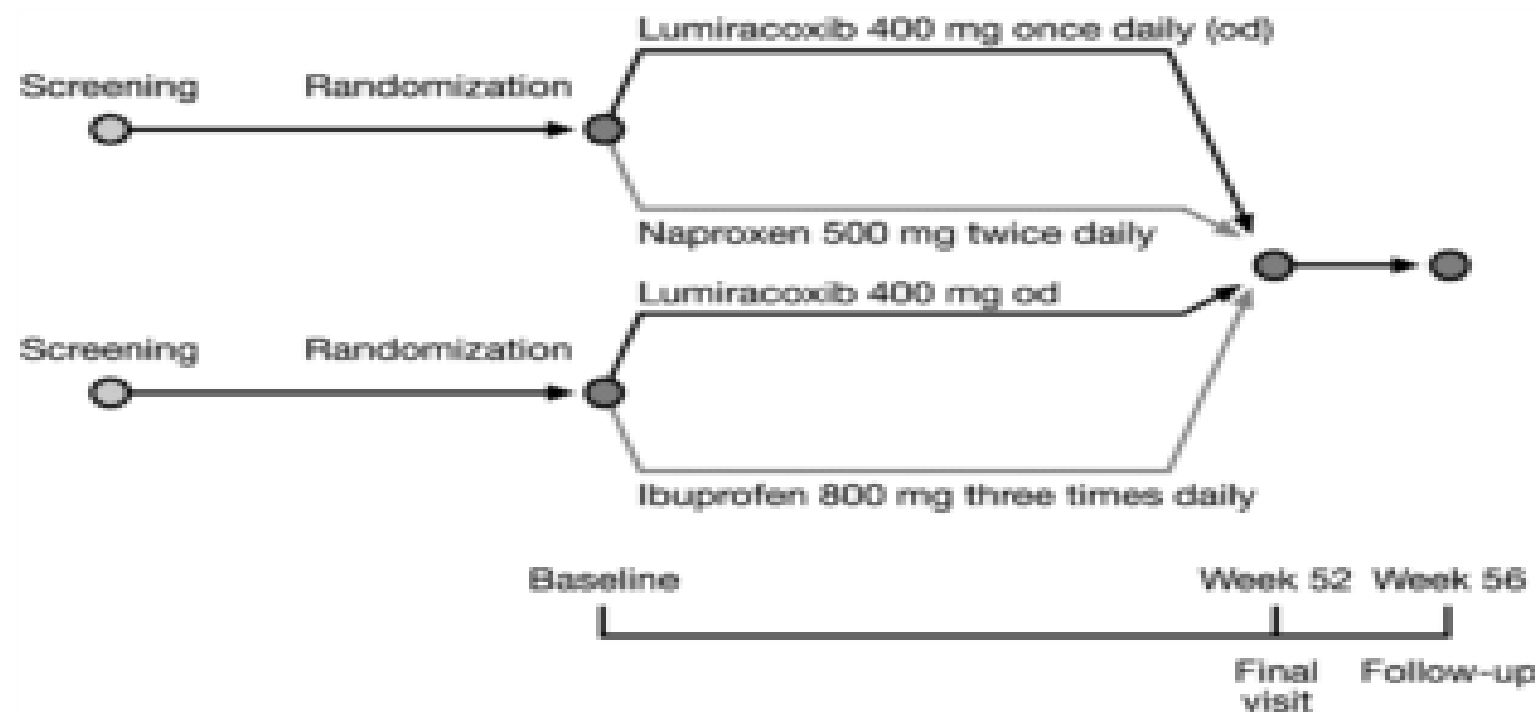 Lumiracoxib 400 mg once daily (od)
Screening
Randomization
Naproxen 500 mg twice daily
Lumiracoxib 400 mg od
Screening
Randomization
Ibuprofen 800 mg three times daily
Baseline
Week 52
Week 56
Final
visit
Follow-up